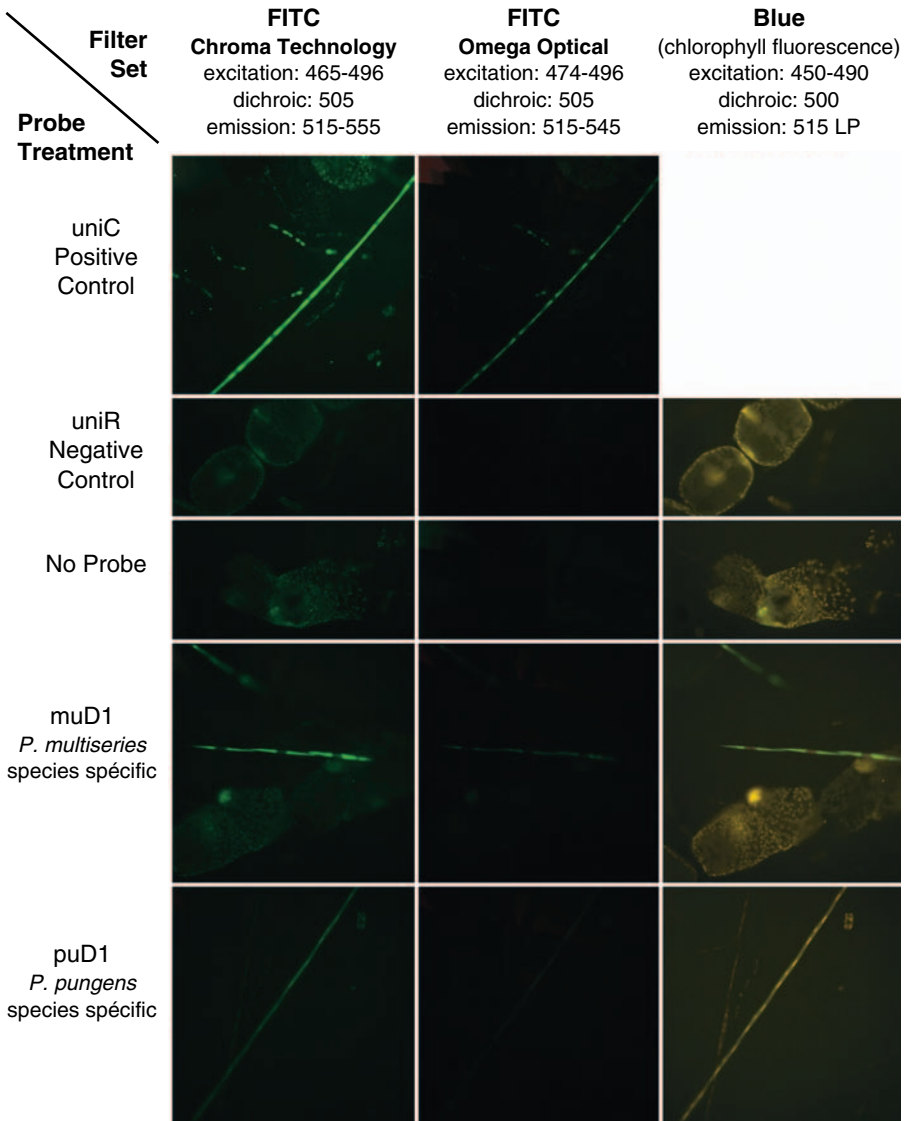 Filter
Set
Probe
Treatment
FITC
Chroma Technology
excitation: 465-496
dichroic: 505
emission: 515-555
FITC
Omega Optical
excitation: 474-496
dichroic: 505
emission: 515-545
Blue
(chlorophyll fluorescence)
excitation: 450-490
dichroic: 500
emission: 515 LP
uniC
Positive
Control
uniR
Negative
Control
No Probe
muD1
P. multiseries
species spécific
puD1
P. pungens
species spécific